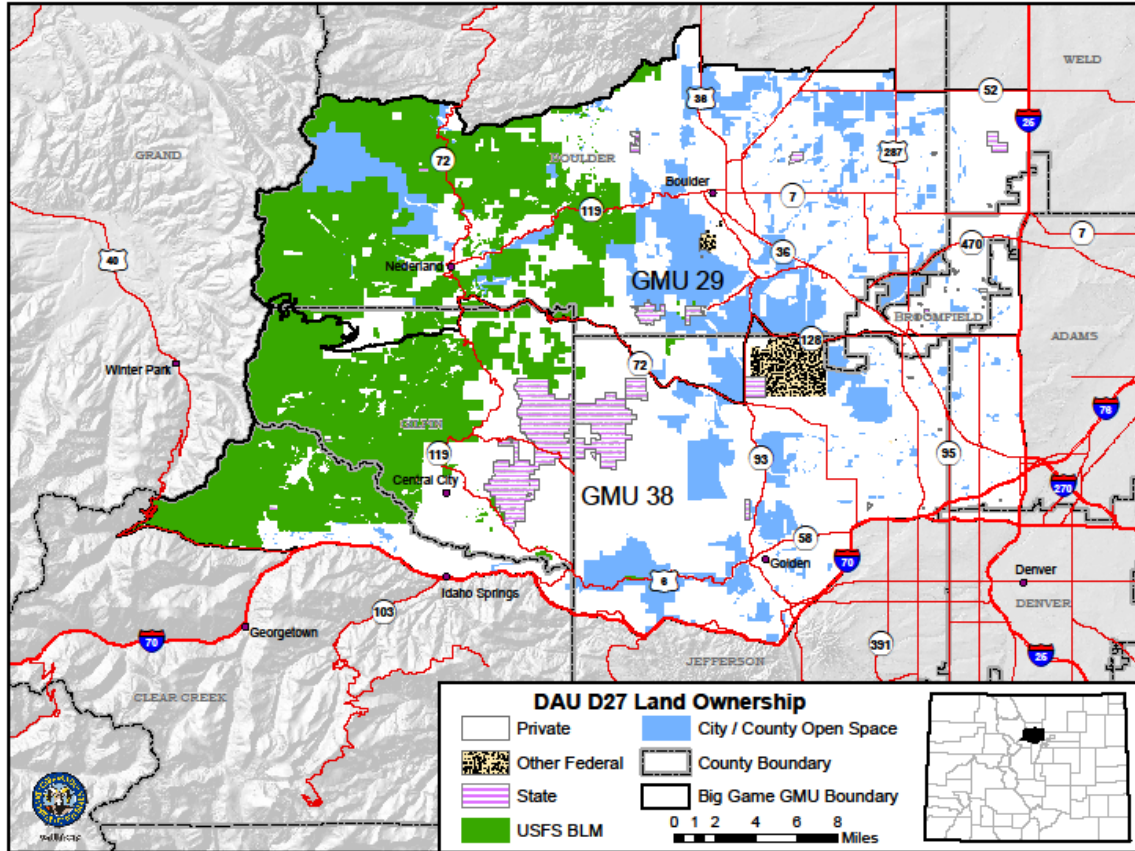 WELD
52
36
25
GRAND
BOULDER
72
287
Boulder
7
119
40
470
7
36
Nederland
GMU 29
BROOMFIELD
128
ADAMS
Winter Park
72
76
GILPIN
119
93
95
Central City
270
GMU 38
58
Golden
70
6
Idaho Springs
Denver
103
DENVER
Georgetown
70
391
25
JEFFERSON
CLEAR CREEK
DAU D27 Land Ownership
Private
City / County Open Space
Other Federal
County Boundary
State
Big Game GMU Boundary
USFS BLM
0 1 2 4 6 8
Miles